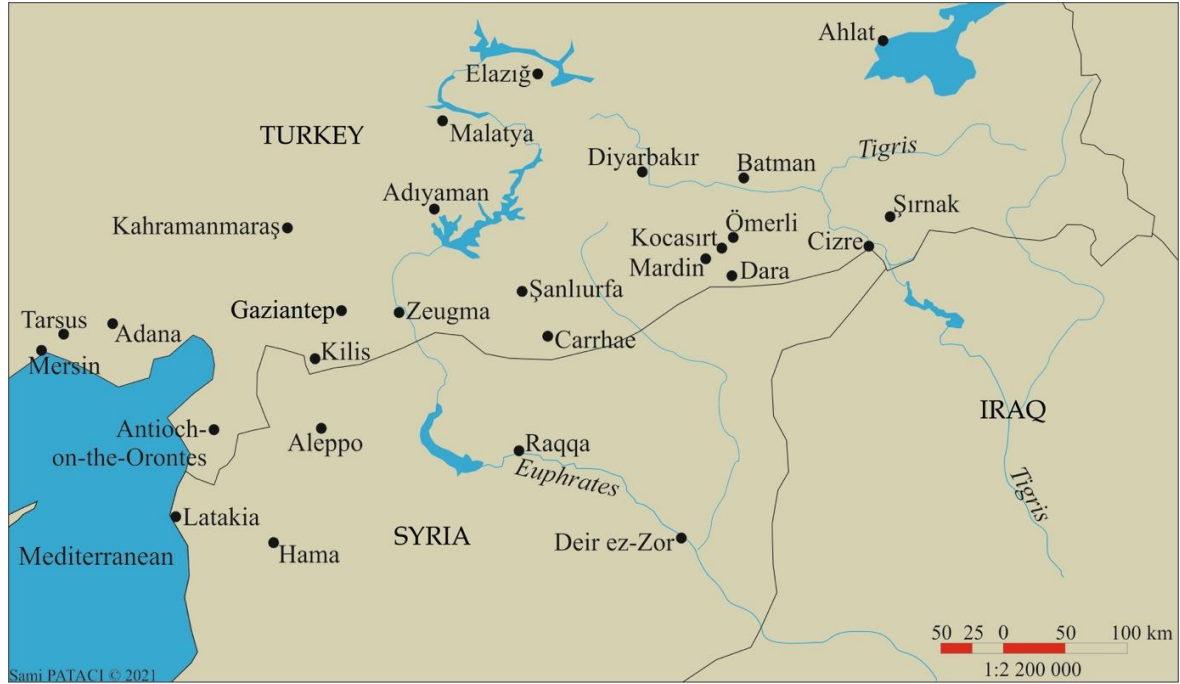 Ahlat
Elazığ
Malatya
TURKEY
Tigris
Diyarbakır
Batman
Adıyaman
Şırnak
Kahramanmaraş
Ömerli
Kocasırt
Cizre
Mardin
Dara
Şanlıurfa
Gaziantep
Zeugma
Tarsus
Adana
Carrhae
Mersin
Kilis
IRAQ
Antioch-
on-the-Orontes
Aleppo
Raqqa
Euphrates
Tigris
Latakia
SYRIA
Deir ez-Zor
Mediterranean
Hama
50 25 0 50 100 km
1:2 200 000
Sami PATACI © 2021